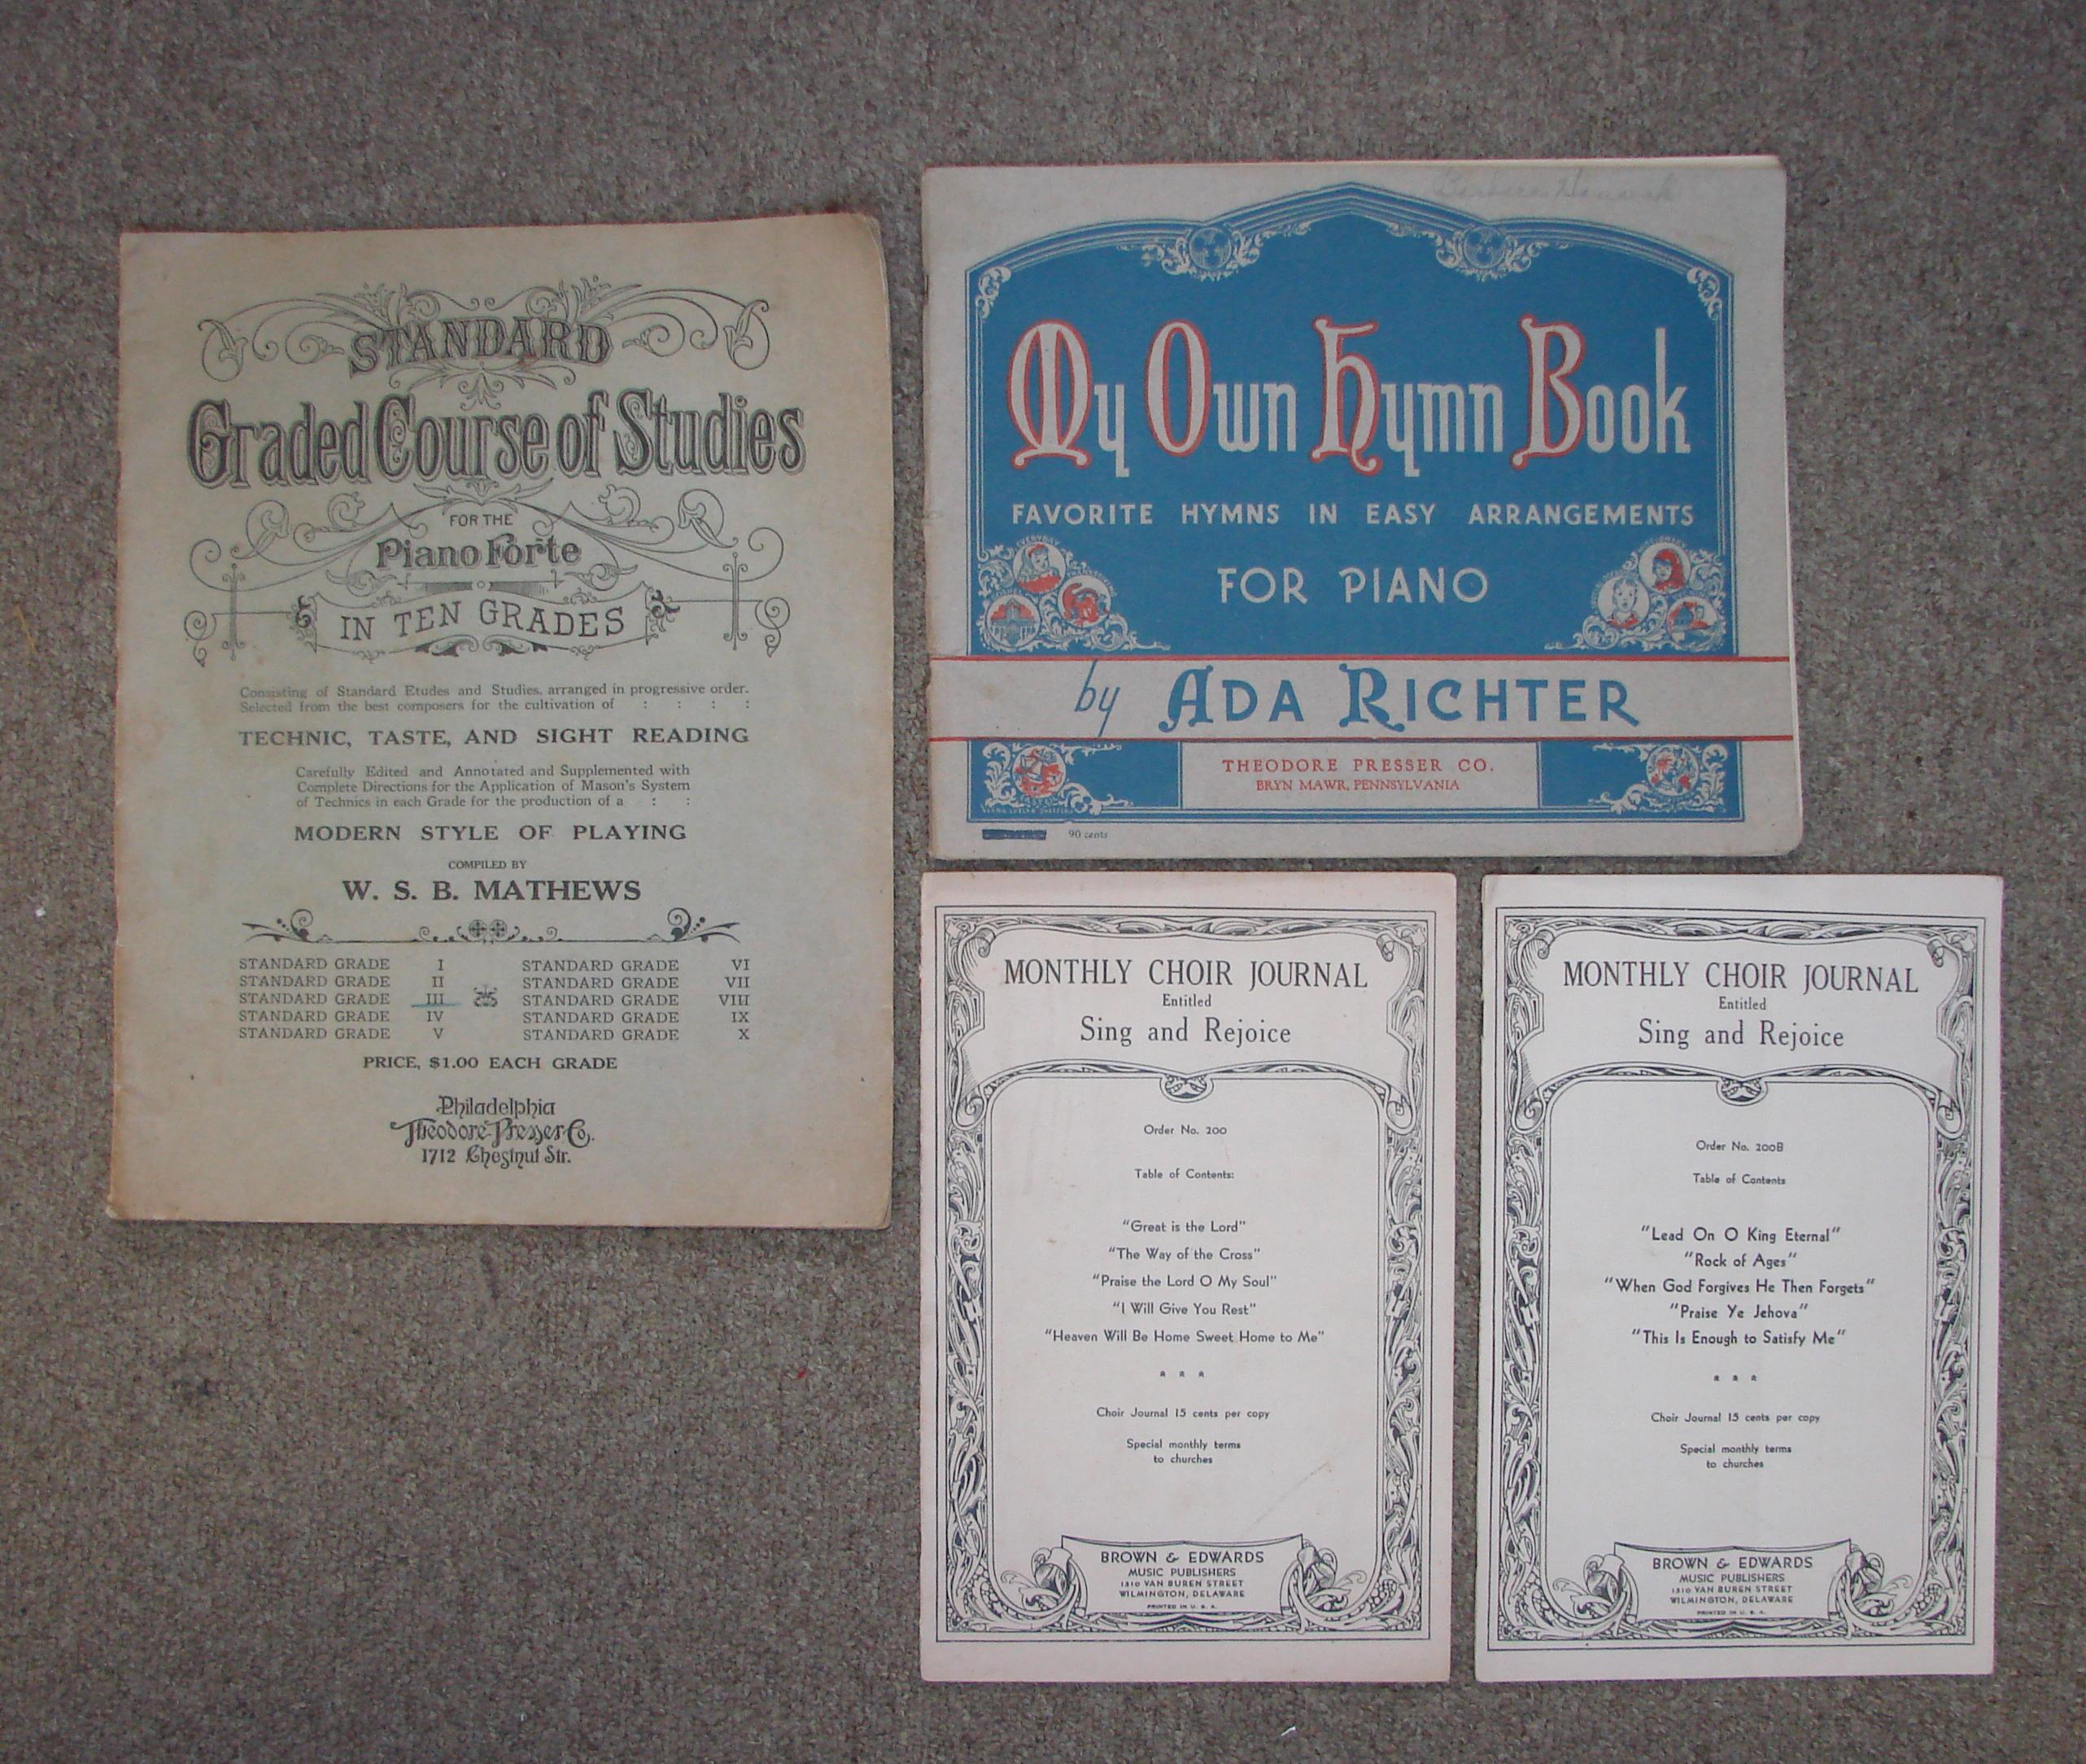 STANDARD
Graded Course of Studies
FOR THE
Piano Forte
IN TEN GRADES
Consisting of Standard Etudes and Studies, arranged in progressive order.
Selected from the best composers for the cultivation of : : : :
TECHNIC, TASTE, AND SIGHT READING
Carefully Edited and Annotated and Supplemented with
Complete Directions for the Application of Mason's System
of Technics in each Grade for the production of a : :
MODERN STYLE OF PLAYING
COMPILED BY
W. S. B. MATHEWS
STANDARD GRADE I STANDARD GRADE VI
STANDARD GRADE II STANDARD GRADE VII
STANDARD GRADE III STANDARD GRADE VIII
STANDARD GRADE IV STANDARD GRADE IX
STANDARD GRADE V STANDARD GRADE X
PRICE, $1.00 EACH GRADE
Philadelphia
Theodore Presser Co.
1712 Chestnut Str.
My Own Hymn Book
FAVORITE HYMNS IN EASY ARRANGEMENTS
FOR PIANO
by ADA RICHTER
THEODORE PRESSER CO.
BRYN MAWR, PENNSYLVANIA
90 cents
MONTHLY CHOIR JOURNAL
Entitled
Sing and Rejoice
Order No. 200
Table of Contents:
"Great is the Lord"
"The Way of the Cross"
"Praise the Lord O My Soul"
"I Will Give You Rest"
"Heaven Will Be Home Sweet Home to Me"
* * *
Choir Journal 15 cents per copy
Special monthly terms
to churches
BROWN & EDWARDS
MUSIC PUBLISHERS
1310 VAN BUREN STREET
WILMINGTON, DELAWARE
PRINTED IN U. S. A.
MONTHLY CHOIR JOURNAL
Entitled
Sing and Rejoice
Order No. 200B
Table of Contents
"Lead On O King Eternal"
"Rock of Ages"
"When God Forgives He Then Forgets"
"Praise Ye Jehova"
"This Is Enough to Satisfy Me"
* * *
Choir Journal 15 cents per copy
Special monthly terms
to churches
BROWN & EDWARDS
MUSIC PUBLISHERS
1310 VAN BUREN STREET
WILMINGTON, DELAWARE
PRINTED IN U. S. A.